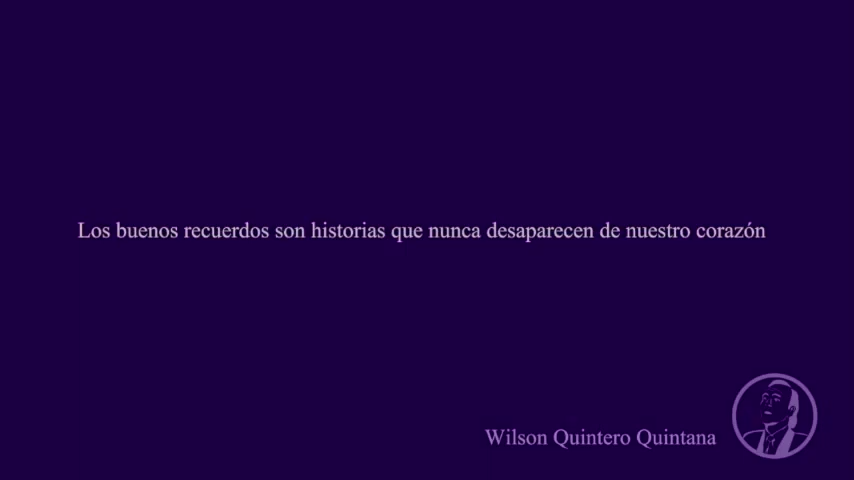 Los buenos recuerdos son historias que nunca desaparecen de nuestro corazón
Wilson Quintero Quintana